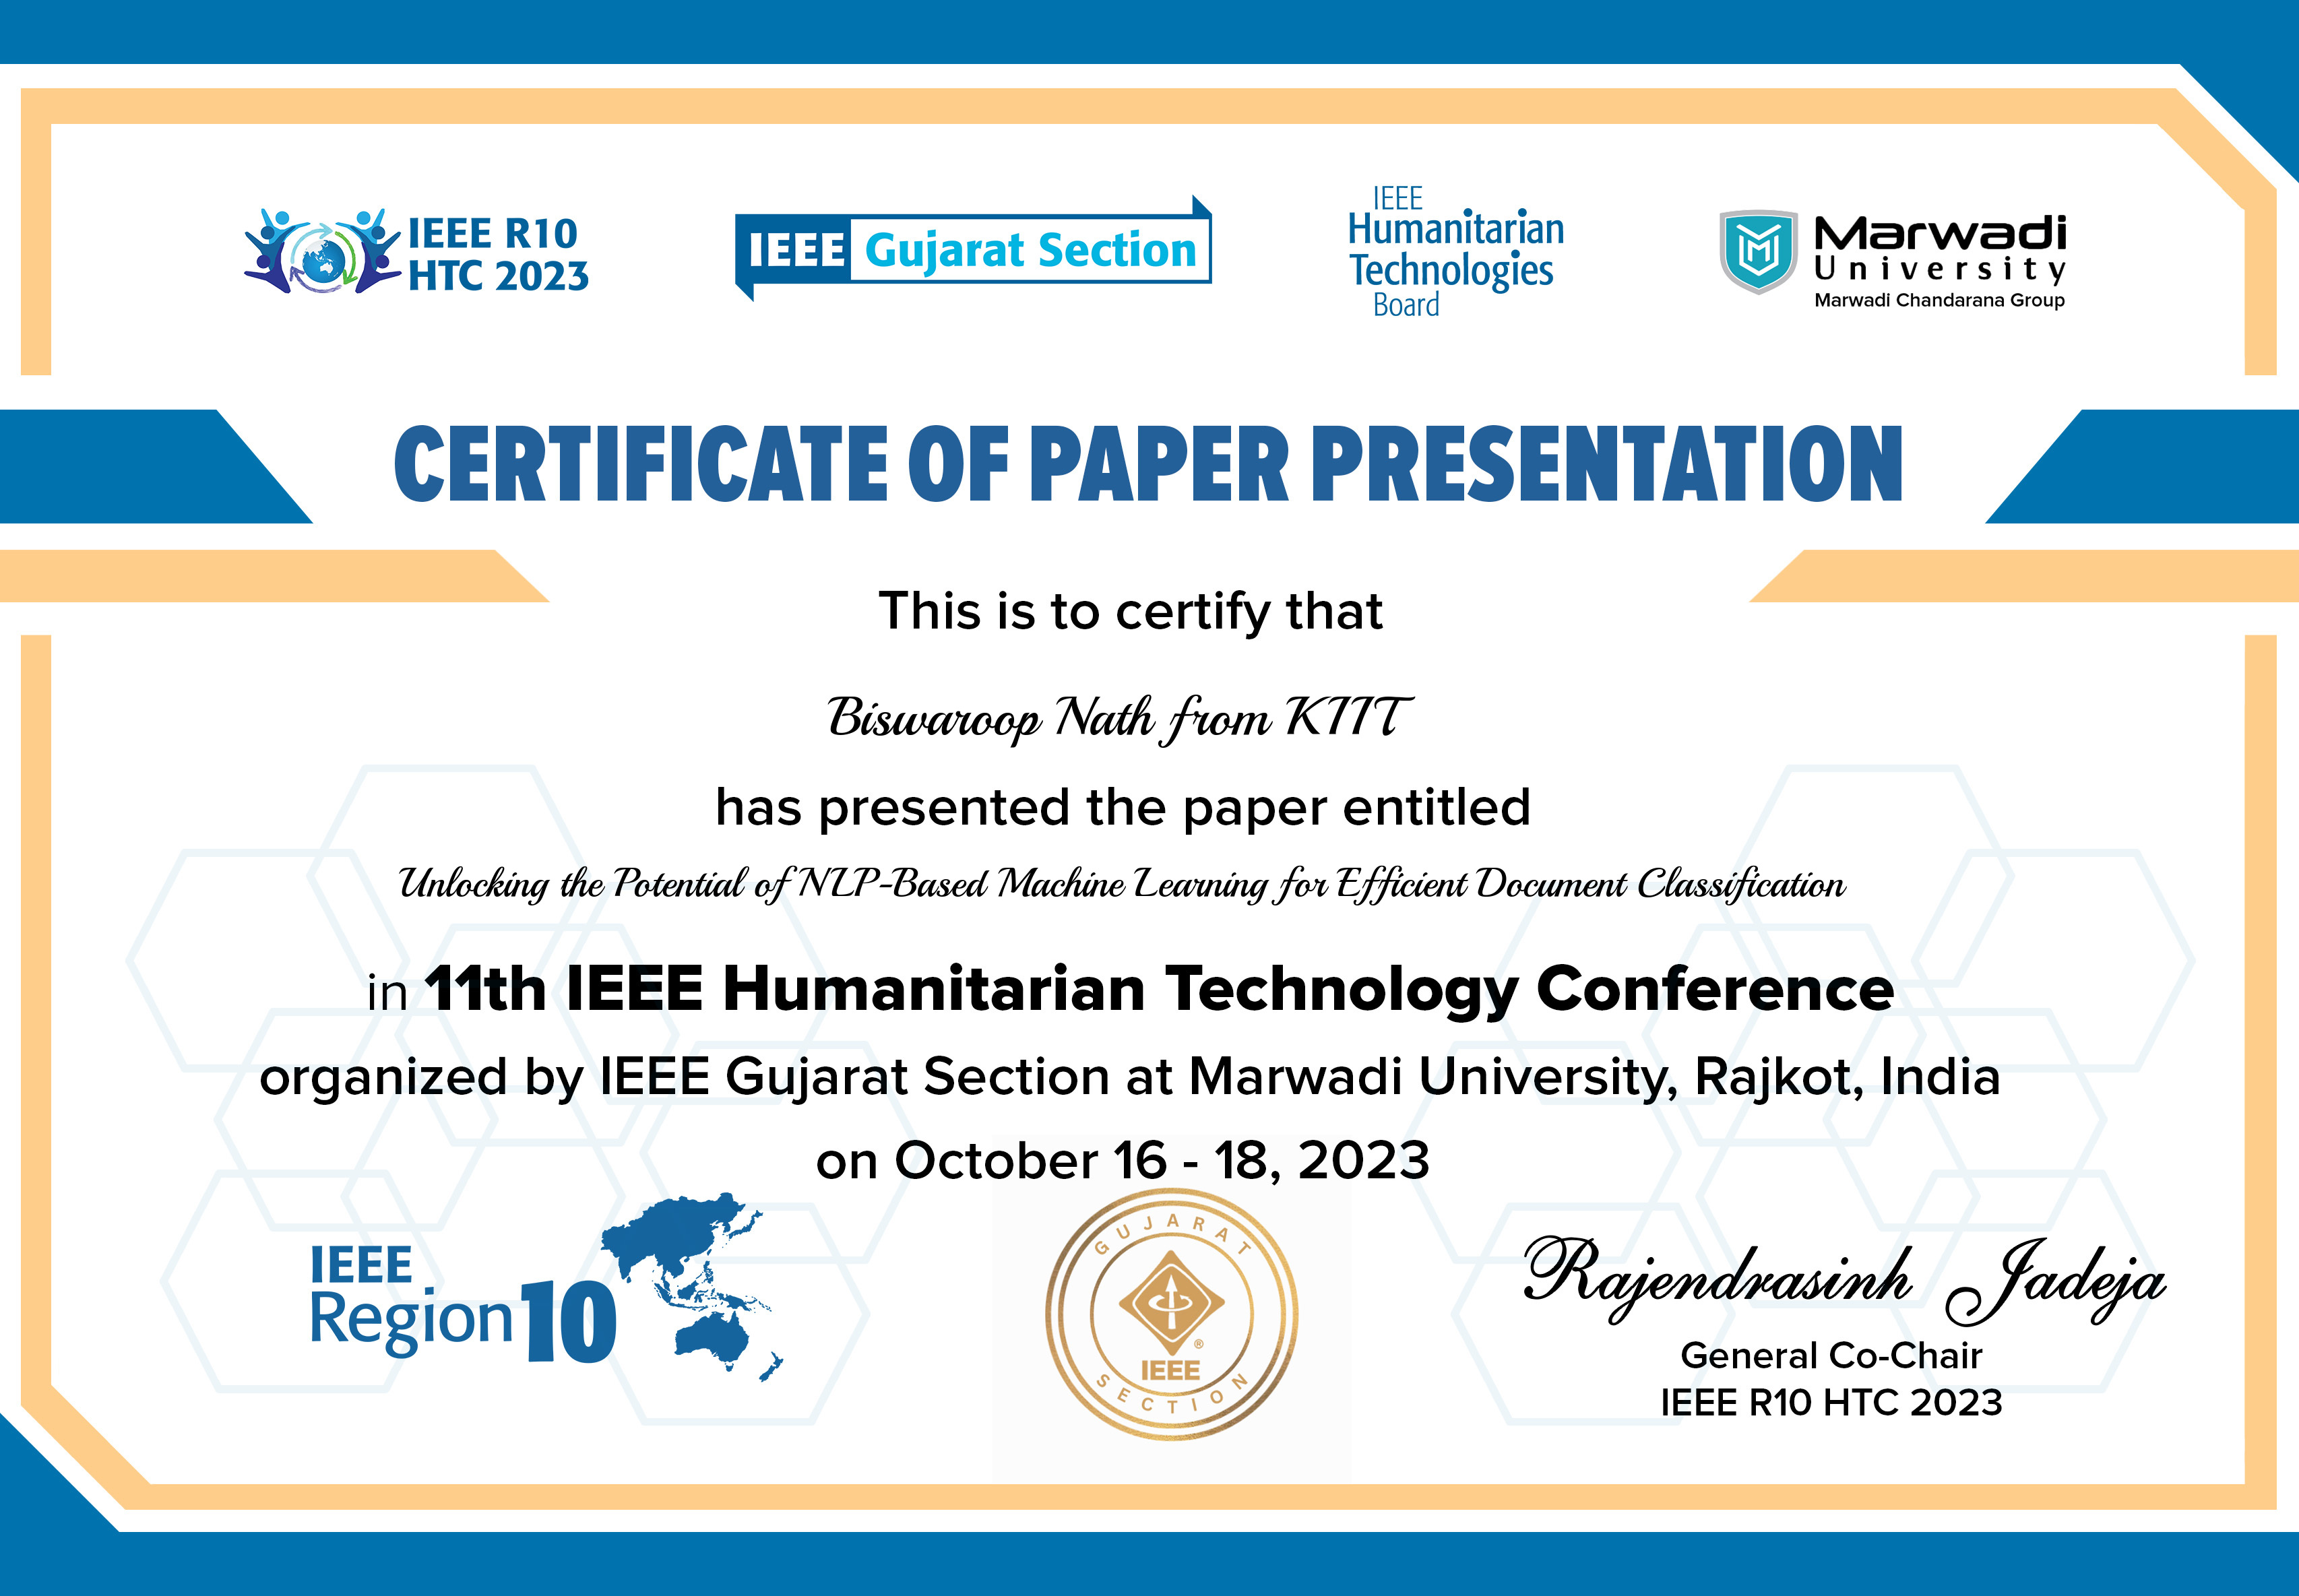 IEEE R10
HTC 2023
IEEE Gujarat Section
IEEE
Humanitarian
Technologies
Board
Marwadi
University
Marwadi Chandarana Group
CERTIFICATE OF PAPER PRESENTATION
This is to certify that
Biswaroop Nath from KIIT
has presented the paper entitled
Unlocking the Potential of NLP-Based Machine Learning for Efficient Document Classification
in 11th IEEE Humanitarian Technology Conference
organized by IEEE Gujarat Section at Marwadi University, Rajkot, India
on October 16 - 18, 2023
IEEE
Region 10
GUJARAT
®
IEEE
SECTION
Rajendrasinh Jadeja
General Co-Chair
IEEE R10 HTC 2023